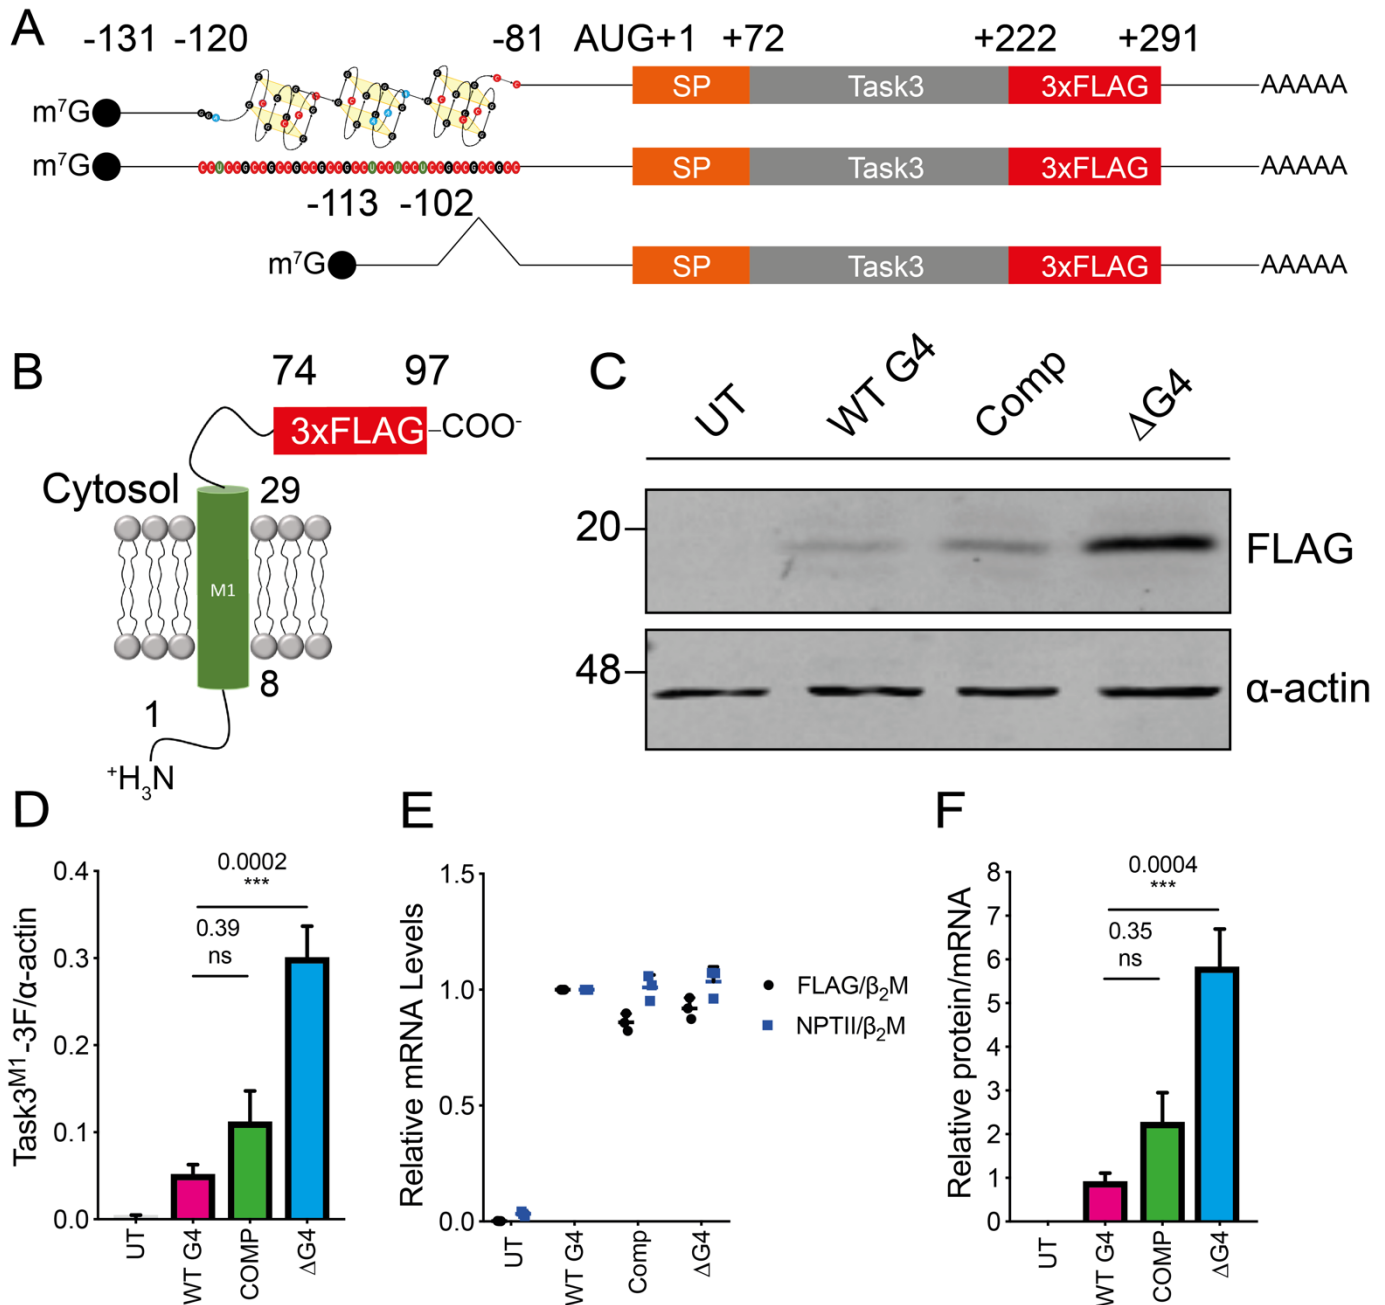 A
-131 -120 -81 AUG+1 +72 +222 +291
m⁷G SP Task3 3xFLAG AAAAA
m⁷G CCUCCGCCGCCGCCGCCGCCUCCUCCUCCGCCGCCGCC SP Task3 3xFLAG AAAAA
-113 -102
m⁷G SP Task3 3xFLAG AAAAA
B
74 97
3xFLAG -COO⁻
Cytosol 29
M1
8
1
⁺H₃N
C
UT WT G4 Comp ΔG4
20 FLAG
48 α-actin
D
Task3ᴹ¹-3F/α-actin
0.4
0.3
0.2
0.1
0.0
0.0002
***
0.39
ns
UT WT G4 COMP ΔG4
E
Relative mRNA Levels
1.5
1.0
0.5
0.0
UT WT G4 Comp ΔG4
FLAG/β₂M
NPTII/β₂M
F
Relative protein/mRNA
8
7
6
5
4
3
2
1
0
0.0004
***
0.35
ns
UT WT G4 COMP ΔG4